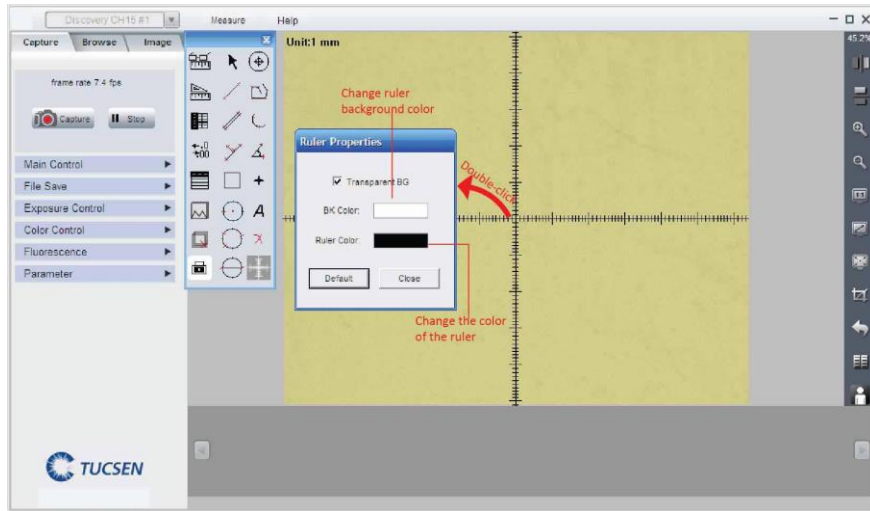 Discovery CH15 #1
Measure
Help
Capture
Browse
Image
frame rate 7.4 fps
Capture
Stop
Main Control
File Save
Exposure Control
Color Control
Fluorescence
Parameter
TUCSEN
A
Unit:1 mm
Change ruler
background color
Ruler Properties
Transparent BG
BK Color:
Ruler Color:
Default
Close
Double-click
Change the color
of the ruler
45.2%